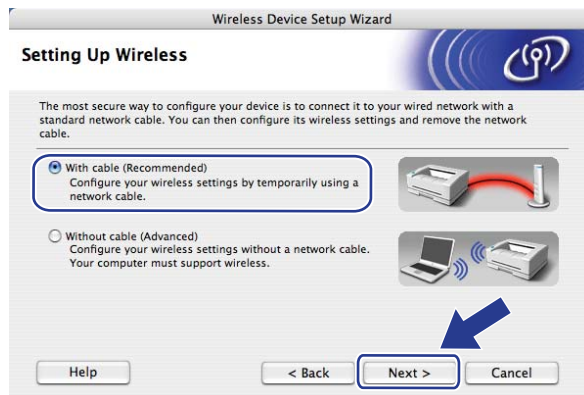 Wireless Device Setup Wizard
Setting Up Wireless
The most secure way to configure your device is to connect it to your wired network with a
standard network cable. You can then configure its wireless settings and remove the network
cable.
With cable (Recommended)
Configure your wireless settings by temporarily using a
network cable.
Without cable (Advanced)
Configure your wireless settings without a network cable.
Your computer must support wireless.
Help
< Back
Next >
Cancel